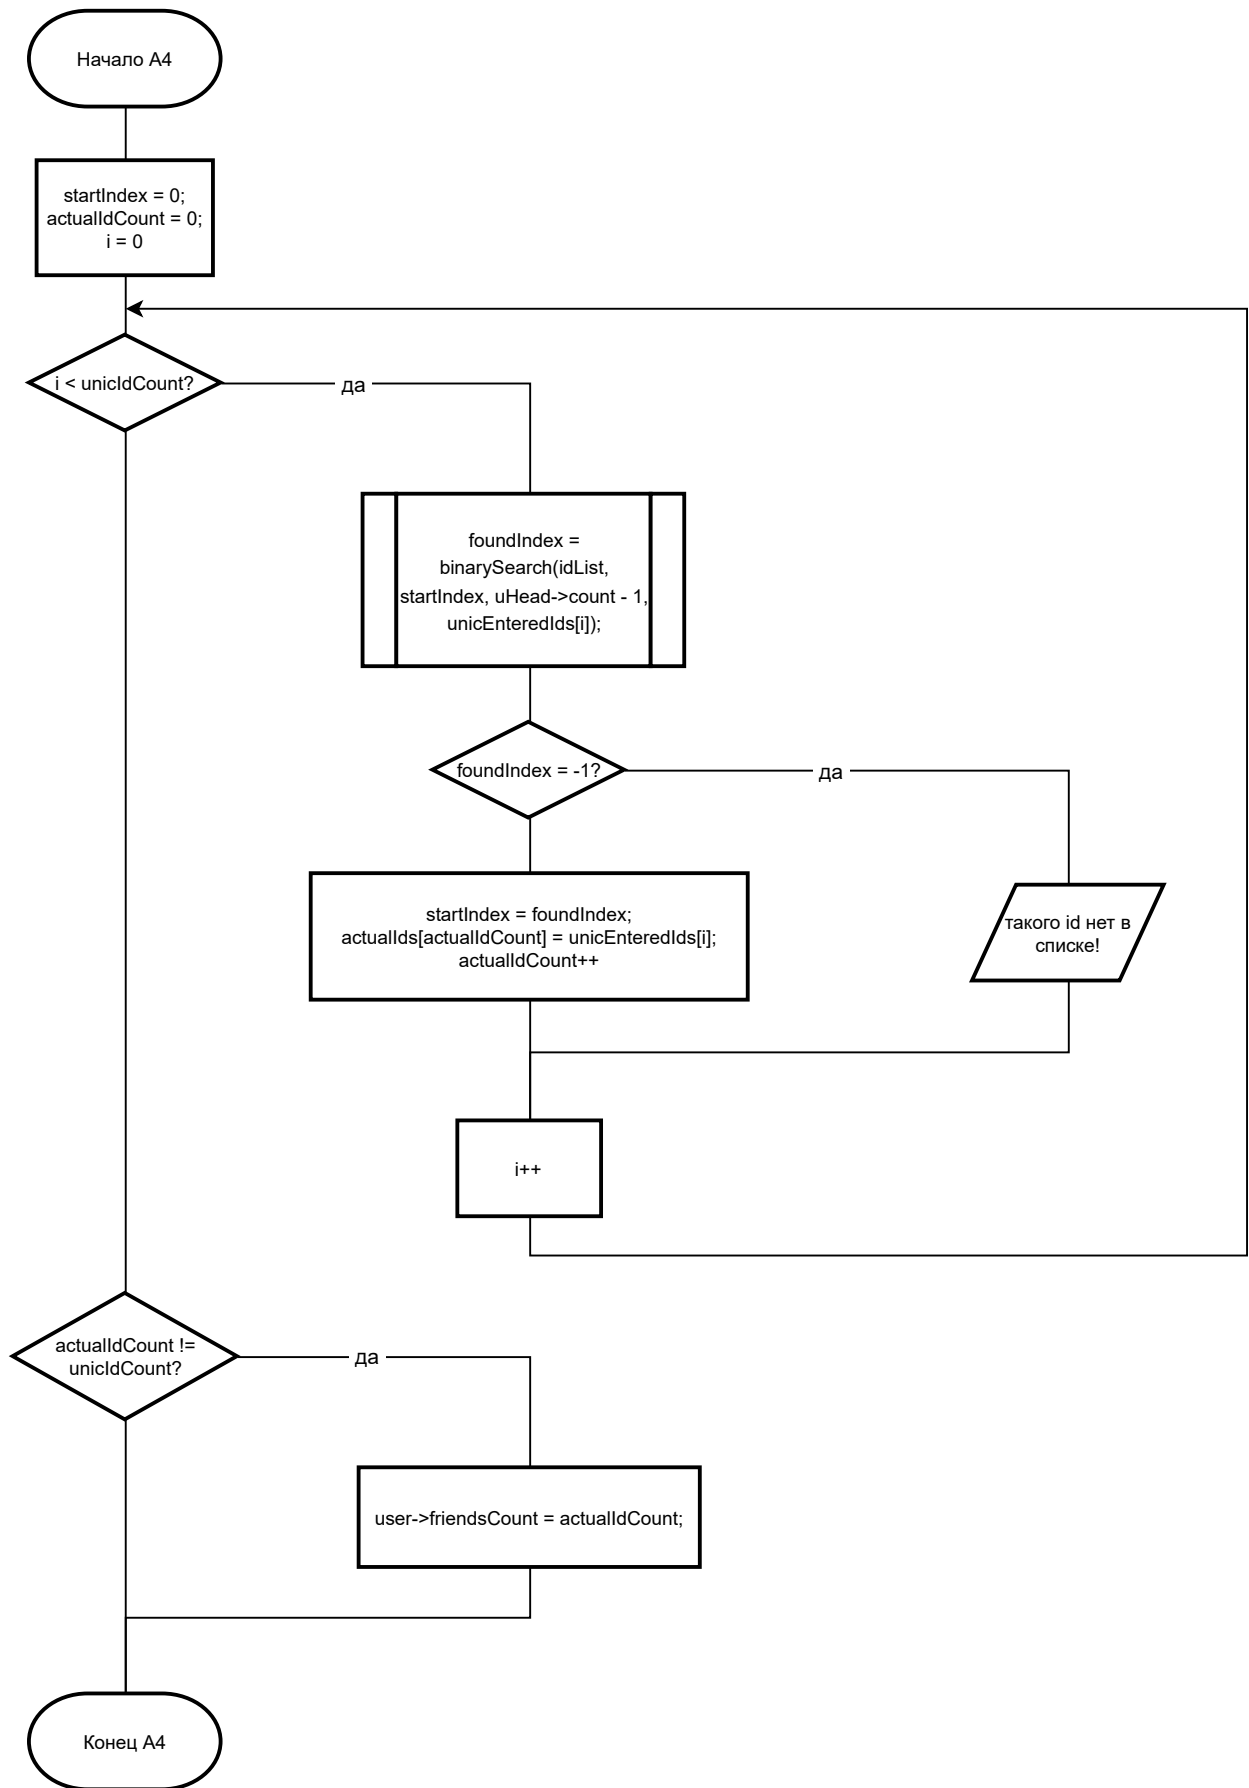 Начало А4
startIndex = 0;
actualIdCount = 0;
i = 0
i < unicIdCount?
да
foundIndex =
binarySearch(idList,
startIndex, uHead->count - 1,
unicEnteredIds[i]);
foundIndex = -1?
да
startIndex = foundIndex;
actualIds[actualIdCount] = unicEnteredIds[i];
actualIdCount++
такого id нет в
списке!
i++
actualIdCount !=
unicIdCount?
да
user->friendsCount = actualIdCount;
Конец А4